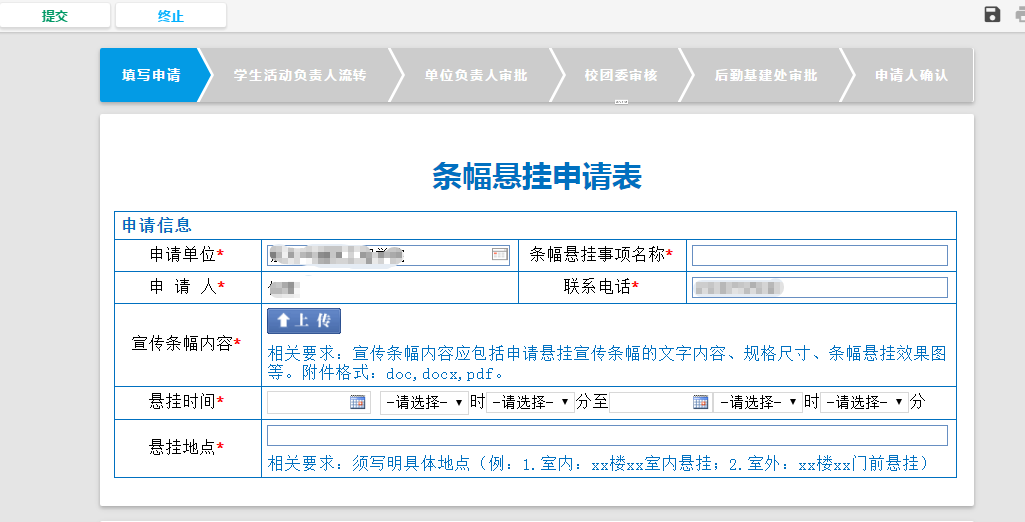 提交 终止
填写申请 学生活动负责人流转 单位负责人审批 校团委审核 后勤基建处审批 申请人确认
条幅悬挂申请表
申请信息
申请单位* 条幅悬挂事项名称*
申 请 人* 联系电话*
宣传条幅内容* 上 传
相关要求：宣传条幅内容应包括申请悬挂宣传条幅的文字内容、规格尺寸、条幅悬挂效果图
等。附件格式：doc,docx,pdf。
悬挂时间* -请选择- 时 -请选择- 分至 -请选择- 时 -请选择- 分
悬挂地点*
相关要求：须写明具体地点（例：1.室内：xx楼xx室内悬挂；2.室外：xx楼xx门前悬挂）